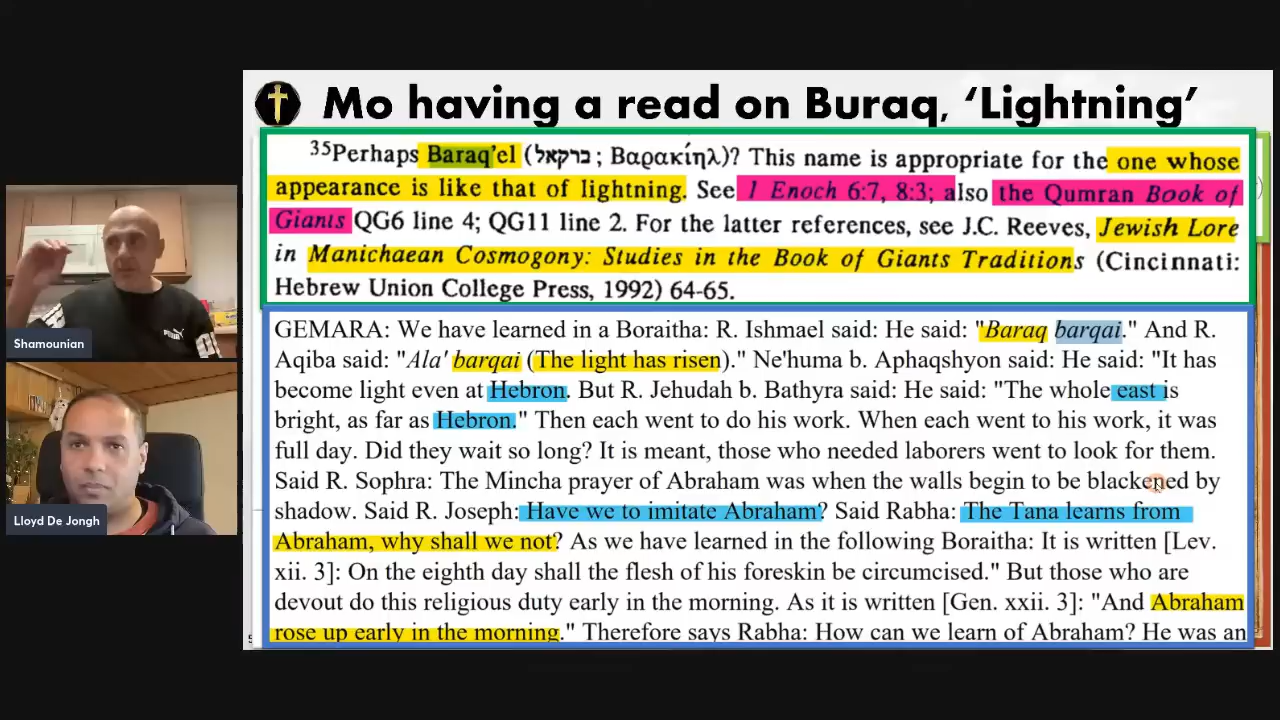 Mo having a read on Buraq, ‘Lightning’
³⁵Perhaps Baraq'el (ברקאל ; Βαρακίηλ)? This name is appropriate for the one whose
appearance is like that of lightning. See 1 Enoch 6:7, 8:3; also the Qumran Book of
Giants QG6 line 4; QG11 line 2. For the latter references, see J.C. Reeves, Jewish Lore
in Manichaean Cosmogony: Studies in the Book of Giants Traditions (Cincinnati:
Hebrew Union College Press, 1992) 64-65.
GEMARA: We have learned in a Boraitha: R. Ishmael said: He said: "Baraq barqai." And R.
Aqiba said: "Ala' barqai (The light has risen)." Ne'huma b. Aphaqshyon said: He said: "It has
become light even at Hebron. But R. Jehudah b. Bathyra said: He said: "The whole east is
bright, as far as Hebron." Then each went to do his work. When each went to his work, it was
full day. Did they wait so long? It is meant, those who needed laborers went to look for them.
Said R. Sophra: The Mincha prayer of Abraham was when the walls begin to be blackened by
shadow. Said R. Joseph: Have we to imitate Abraham? Said Rabha: The Tana learns from
Abraham, why shall we not? As we have learned in the following Boraitha: It is written [Lev.
xii. 3]: On the eighth day shall the flesh of his foreskin be circumcised." But those who are
devout do this religious duty early in the morning. As it is written [Gen. xxii. 3]: "And Abraham
rose up early in the morning." Therefore says Rabha: How can we learn of Abraham? He was an
Shamounian
PUMA
Lloyd De Jongh